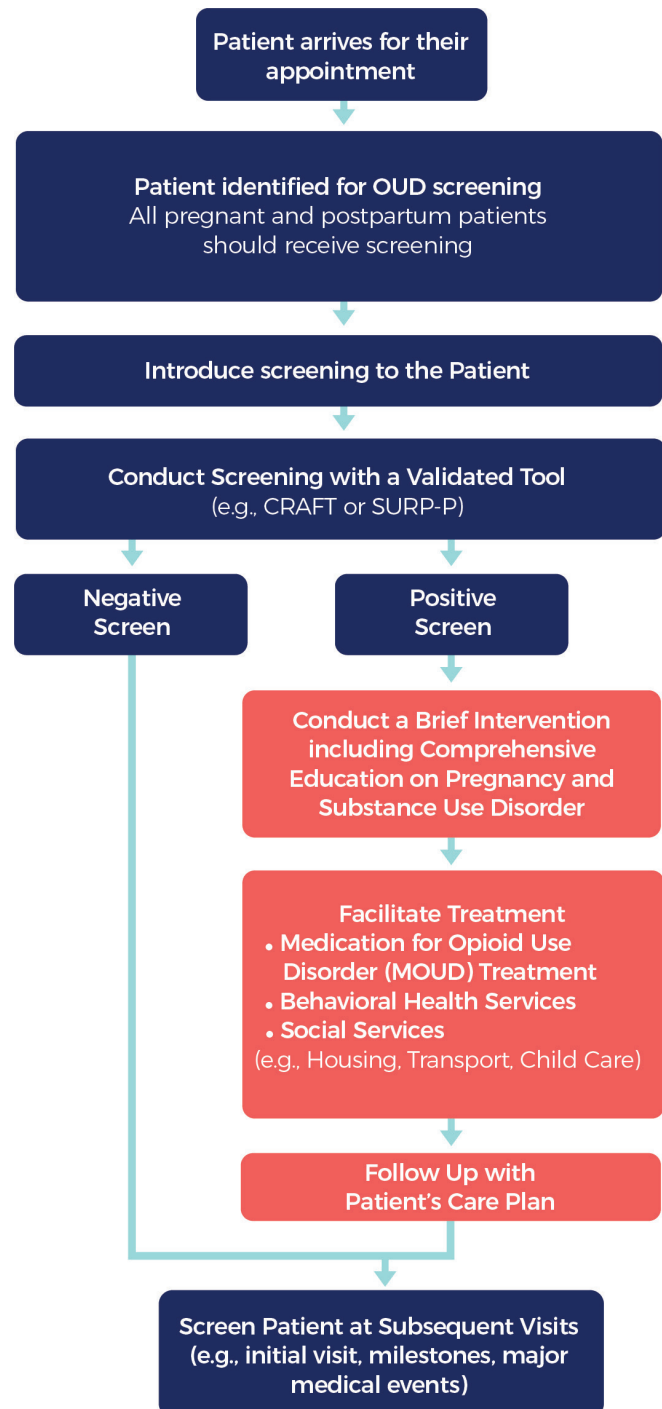 Patient arrives for their
appointment
Patient identified for OUD screening
All pregnant and postpartum patients
should receive screening
Introduce screening to the Patient
Conduct Screening with a Validated Tool
(e.g., CRAFT or SURP-P)
Negative
Screen
Positive
Screen
Conduct a Brief Intervention
including Comprehensive
Education on Pregnancy and
Substance Use Disorder
Facilitate Treatment
• Medication for Opioid Use
Disorder (MOUD) Treatment
• Behavioral Health Services
• Social Services
(e.g., Housing, Transport, Child Care)
Follow Up with
Patient’s Care Plan
Screen Patient at Subsequent Visits
(e.g., initial visit, milestones, major
medical events)